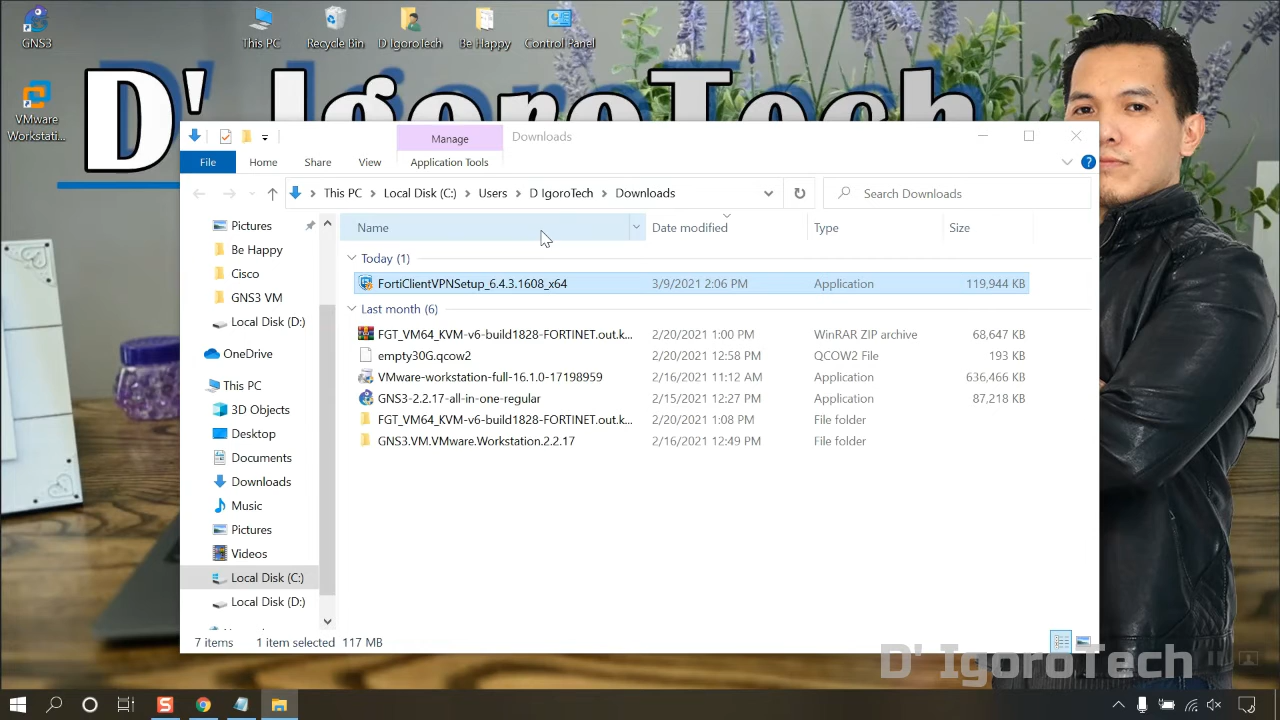 GNS3
This PC
Recycle Bin
D IgoroTech
Be Happy
Control Panel
VMware
Workstati...
D' IgoroTech
Manage
Downloads
File
Home
Share
View
Application Tools
This PC
Local Disk (C:)
Users
D IgoroTech
Downloads
Search Downloads
Name
Date modified
Type
Size
Pictures
Be Happy
Cisco
GNS3 VM
Local Disk (D:)
OneDrive
This PC
3D Objects
Desktop
Documents
Downloads
Music
Pictures
Videos
Local Disk (C:)
Local Disk (D:)
Today (1)
FortiClientVPNSetup_6.4.3.1608_x64 3/9/2021 2:06 PM Application 119,944 KB
Last month (6)
FGT_VM64_KVM-v6-build1828-FORTINET.out.k... 2/20/2021 1:00 PM WinRAR ZIP archive 68,647 KB
empty30G.qcow2 2/20/2021 12:58 PM QCOW2 File 193 KB
VMware-workstation-full-16.1.0-17198959 2/16/2021 11:12 AM Application 636,466 KB
GNS3-2.2.17-all-in-one-regular 2/15/2021 12:27 PM Application 87,218 KB
FGT_VM64_KVM-v6-build1828-FORTINET.out.k... 2/20/2021 1:08 PM File folder
GNS3.VM.VMware.Workstation.2.2.17 2/16/2021 12:49 PM File folder
7 items 1 item selected 117 MB
D' IgoroTech